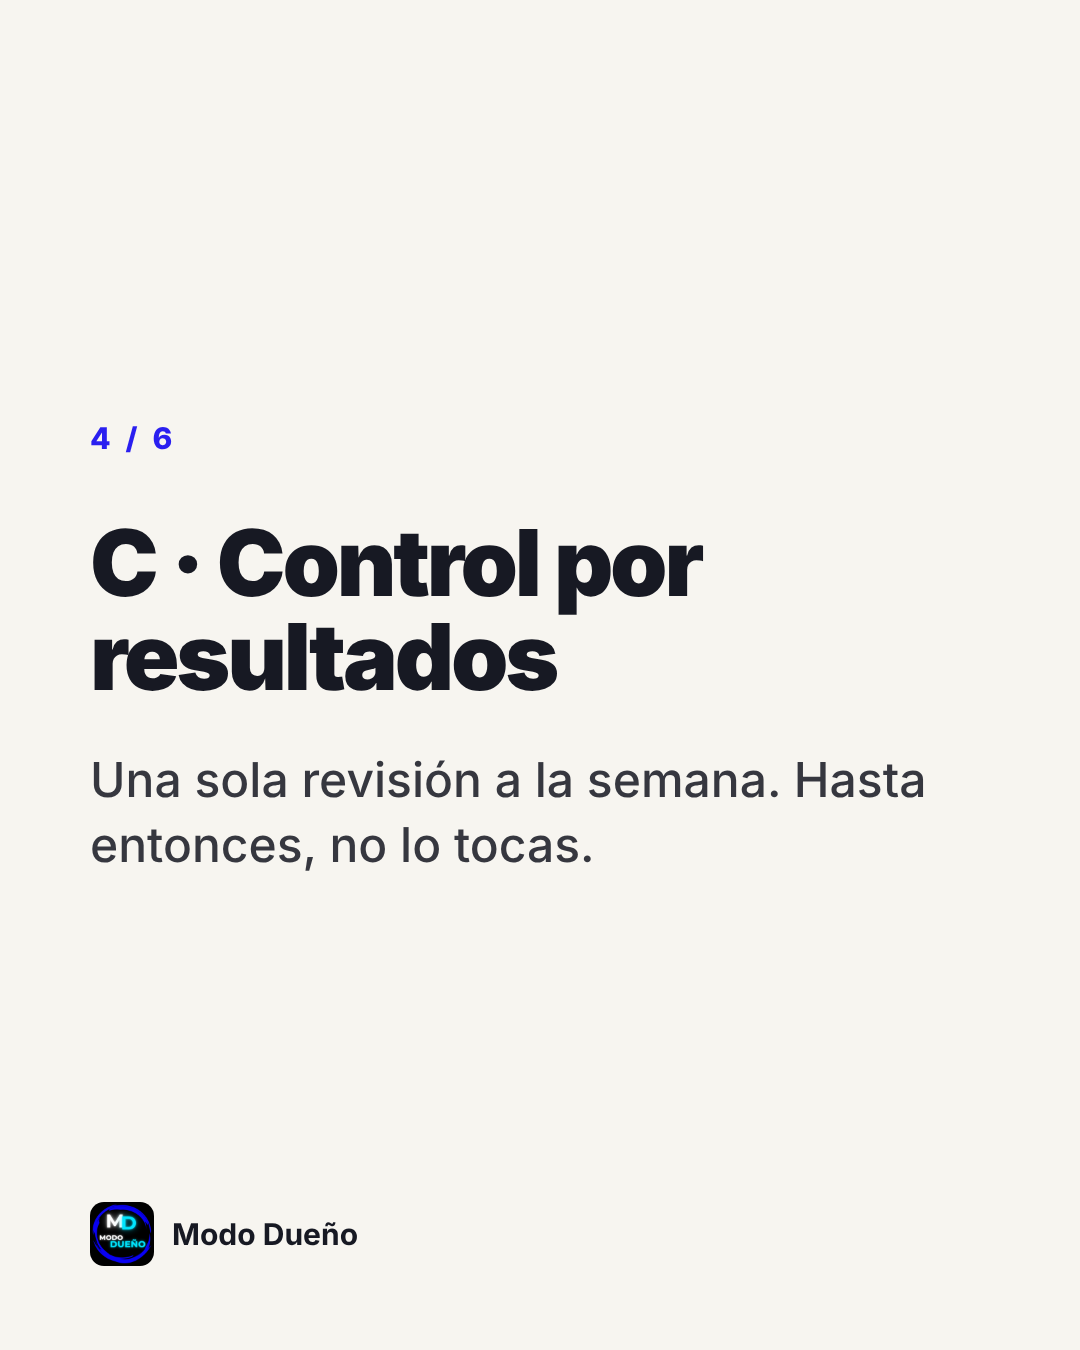 4 / 6
C · Control por
resultados
Una sola revisión a la semana. Hasta
entonces, no lo tocas.
MD
MODO
DUEÑO
Modo Dueño